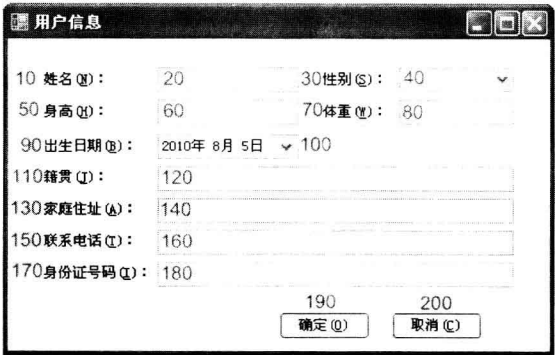 用户信息
10 姓名(N): 20 30性别(S): 40
50 身高(H): 60 70体重(W): 80
90出生日期(B): 2010年 8月 5日 100
110籍贯(J): 120
130家庭住址(A): 140
150联系电话(T): 160
170身份证号码(I): 180
190 200
确定(O) 取消(C)